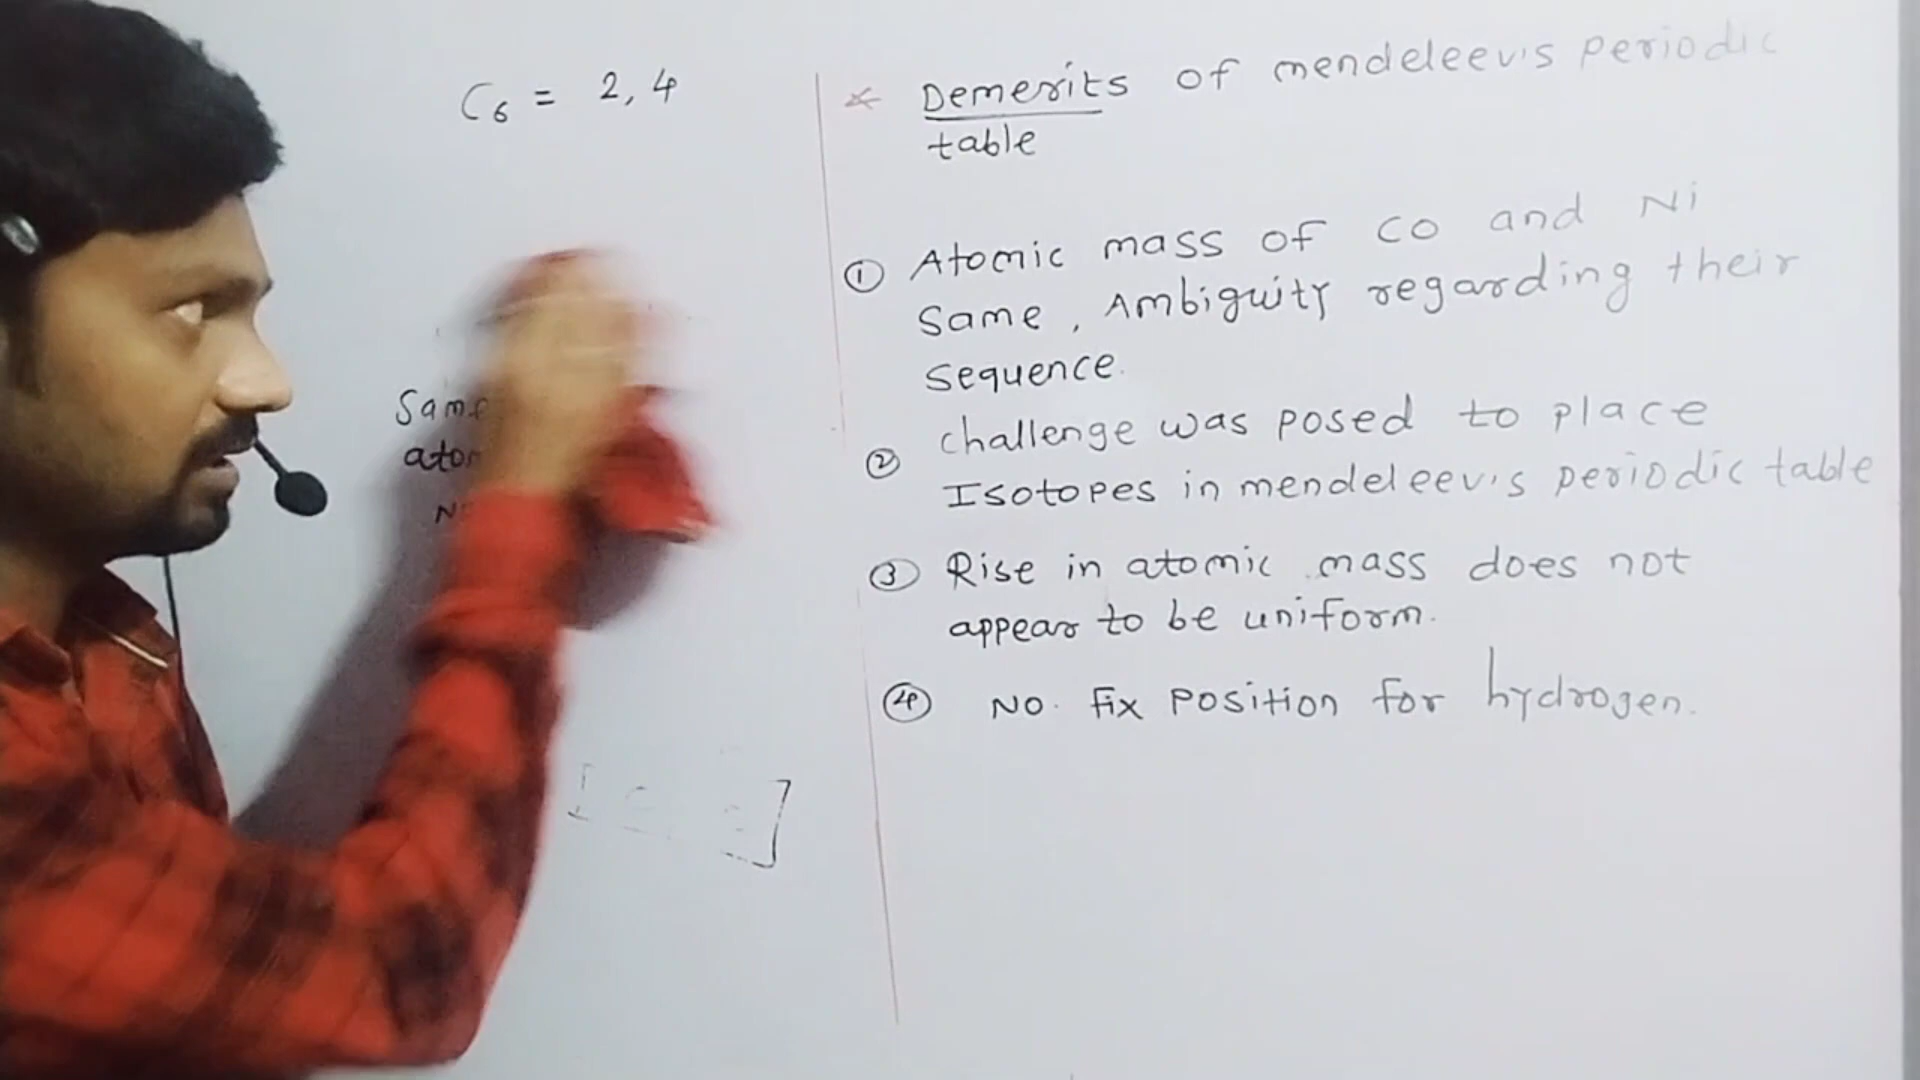 C6 = 2, 4
Same
* Demerits of mendeleev's periodic
table
① Atomic mass of CO and Ni
Same, Ambiguity regarding their
Sequence.
② challenge was posed to place
Isotopes in mendeleev's periodic table
③ Rise in atomic mass does not
appear to be uniform.
④ NO. Fix position for hydrogen.